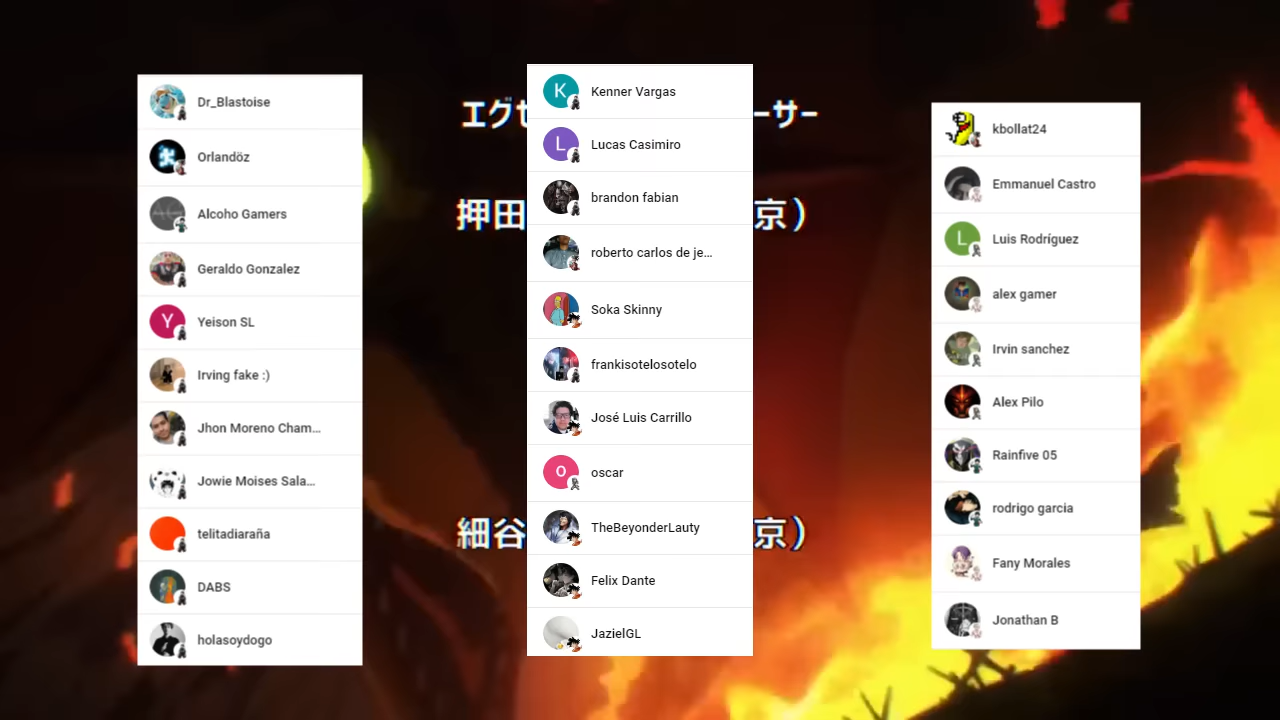 Dr_Blastoise
Orlandöz
Alcoho Gamers
Geraldo Gonzalez
Y
Yeison SL
Irving fake :)
Jhon Moreno Cham...
Jowie Moises Sala...
telitadiaraña
DABS
holasoydogo
エグゼ
ーサー
押田
京）
細谷
京）
K
Kenner Vargas
L
Lucas Casimiro
brandon fabian
roberto carlos de je...
Soka Skinny
frankisotelosotelo
José Luis Carrillo
o
oscar
TheBeyonderLauty
Felix Dante
JazielGL
kbollat24
Emmanuel Castro
L
Luis Rodríguez
alex gamer
Irvin sanchez
Alex Pilo
Rainfive 05
rodrigo garcia
Fany Morales
Jonathan B